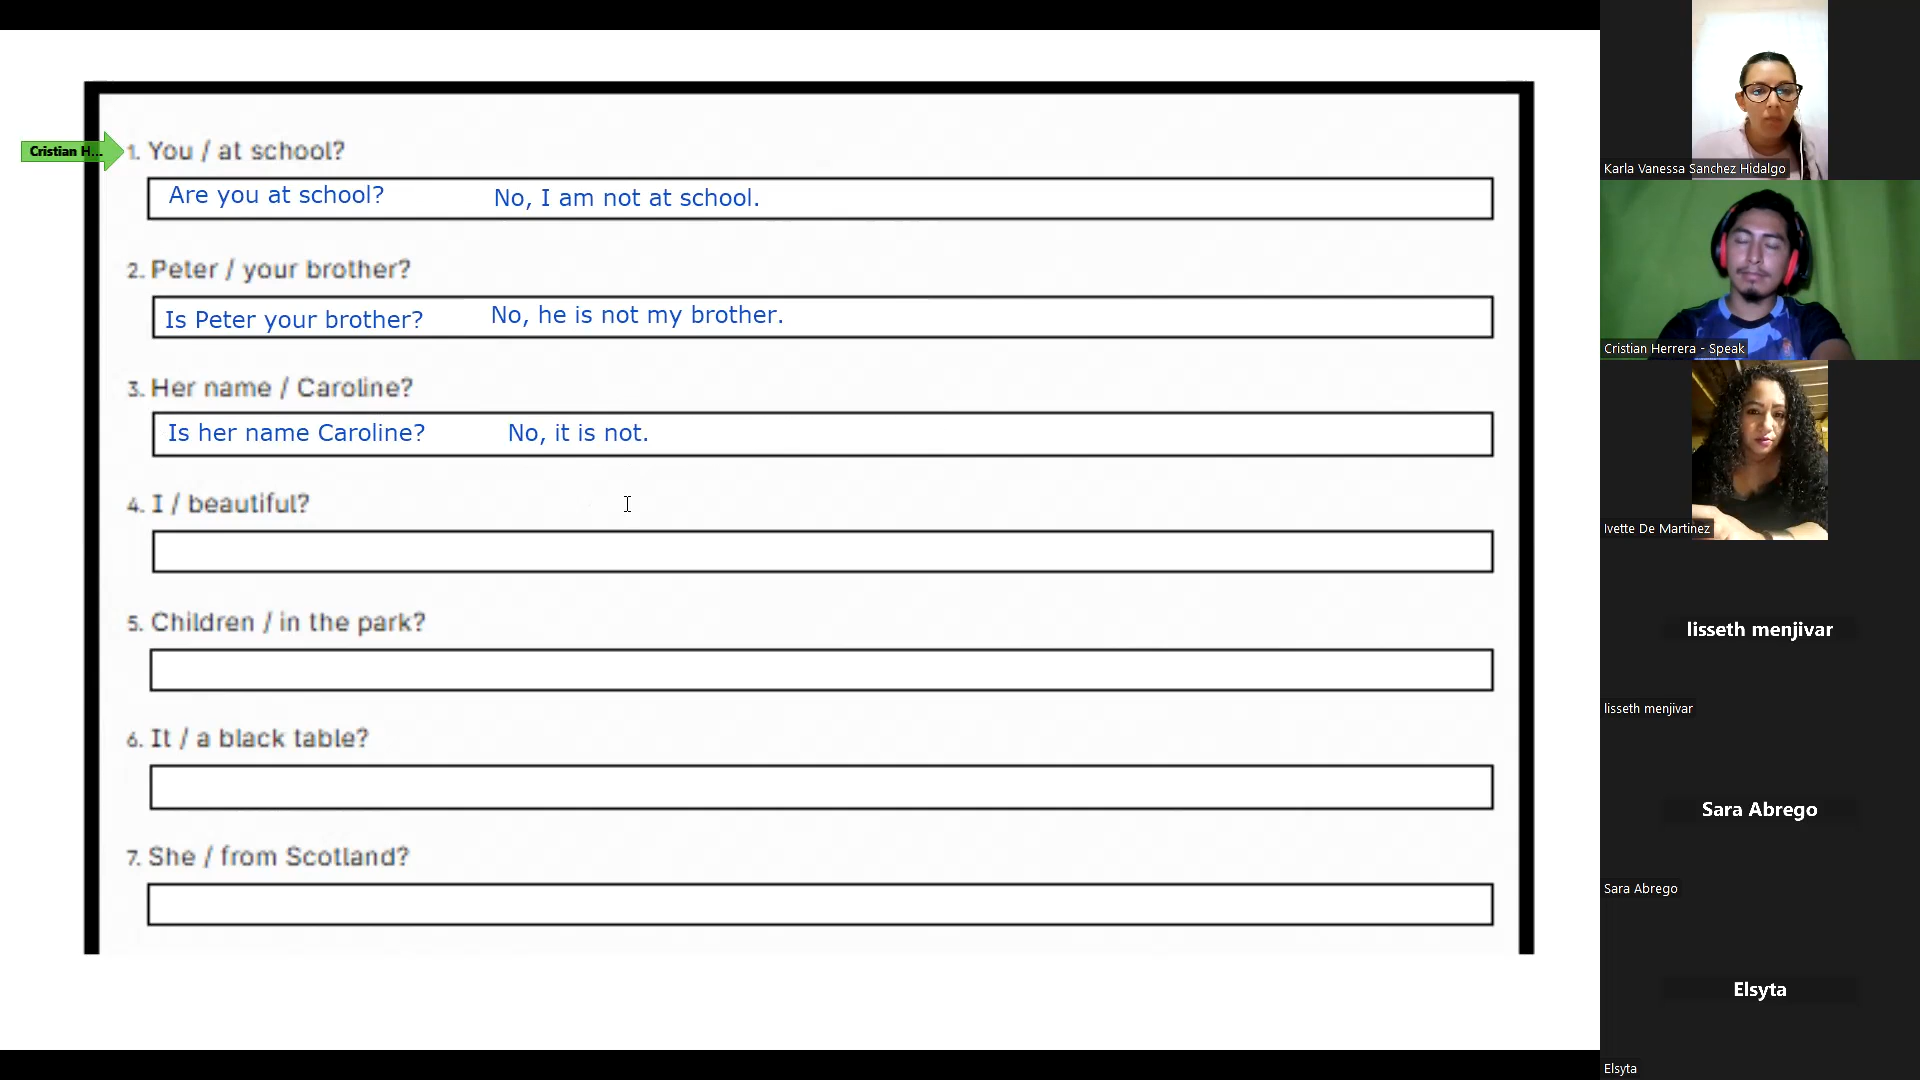 Cristian H...
1. You / at school?
Are you at school? No, I am not at school.
2. Peter / your brother?
Is Peter your brother? No, he is not my brother.
3. Her name / Caroline?
Is her name Caroline? No, it is not.
4. I / beautiful?
5. Children / in the park?
6. It / a black table?
7. She / from Scotland?
Karla Vanessa Sanchez Hidalgo
Cristian Herrera - Speak
Ivette De Martinez
lisseth menjivar
lisseth menjivar
Sara Abrego
Sara Abrego
Elsyta
Elsyta